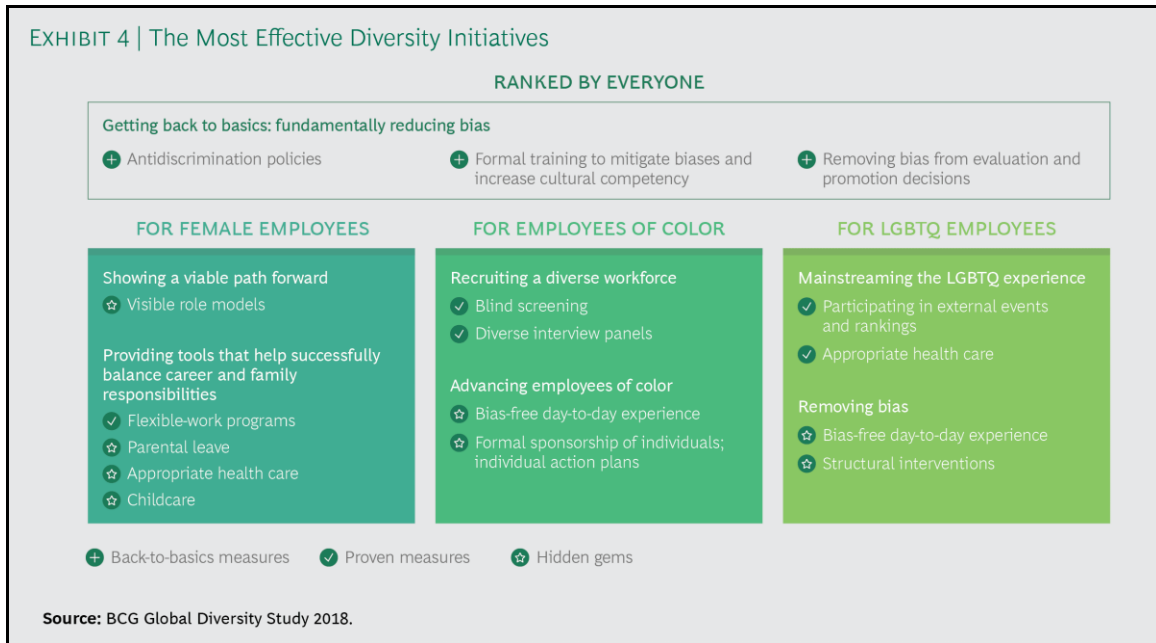 EXHIBIT 4 | The Most Effective Diversity Initiatives
RANKED BY EVERYONE
Getting back to basics: fundamentally reducing bias
Antidiscrimination policies
Formal training to mitigate biases and
increase cultural competency
Removing bias from evaluation and
promotion decisions
FOR FEMALE EMPLOYEES
Showing a viable path forward
Visible role models
Providing tools that help successfully
balance career and family
responsibilities
Flexible-work programs
Parental leave
Appropriate health care
Childcare
FOR EMPLOYEES OF COLOR
Recruiting a diverse workforce
Blind screening
Diverse interview panels
Advancing employees of color
Bias-free day-to-day experience
Formal sponsorship of individuals;
individual action plans
FOR LGBTQ EMPLOYEES
Mainstreaming the LGBTQ experience
Participating in external events
and rankings
Appropriate health care
Removing bias
Bias-free day-to-day experience
Structural interventions
Back-to-basics measures
Proven measures
Hidden gems
Source: BCG Global Diversity Study 2018.